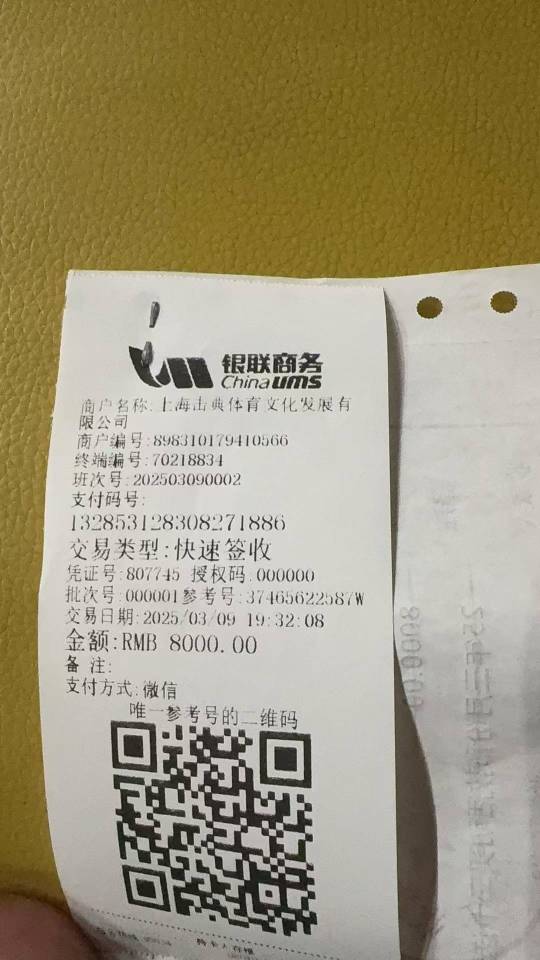 银联商务
China ums
商户名称:上海击典体育文化发展有
限公司
商户编号:898310179410566
终端编号:70218834
班次号:202503090002
支付码号:
132853128308271886
交易类型:快速签收
凭证号:807745 授权码:000000
批次号:000001参考号:37465622587W
交易日期:2025/03/09 19:32:08
金额:RMB 8000.00
备 注:
支付方式:微信
唯一参考号的二维码
持卡人存根